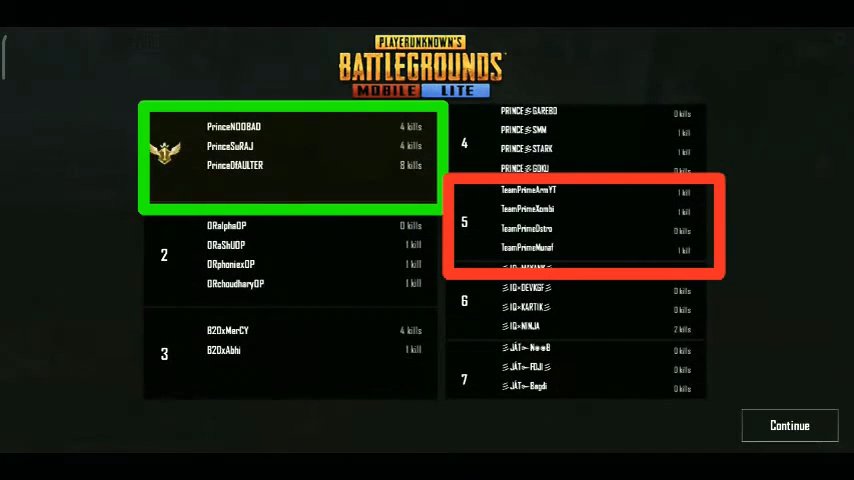 PLAYERUNKNOWN'S
BATTLEGROUNDS
MOBILE LITE
1
PrinceNOOBAD 4 kills
PrinceSuRAJ 4 kills
PrinceDfAULTER 8 kills
2
ORalphaOP 0 kills
ORaShUOP 1 kill
ORphoniexOP 1 kill
ORchoudharyOP 1 kill
3
B2OxMerCY 4 kills
B2OxAbhi 1 kill
4
PRINCE彡GAREBO 0 kills
PRINCE彡SMM 1 kill
PRINCE彡STARK 1 kill
PRINCE彡GOKU 0 kills
5
TeamPrimeArmYT 1 kill
TeamPrimeXombi 1 kill
TeamPrimeDstro 0 kills
TeamPrimeMunaf 1 kill
6
彡IQ×DEVKGF彡 0 kills
彡IQ×KARTIK彡 0 kills
彡IQ×NINJA 2 kills
7
0 kills
0 kills
0 kills
Continue